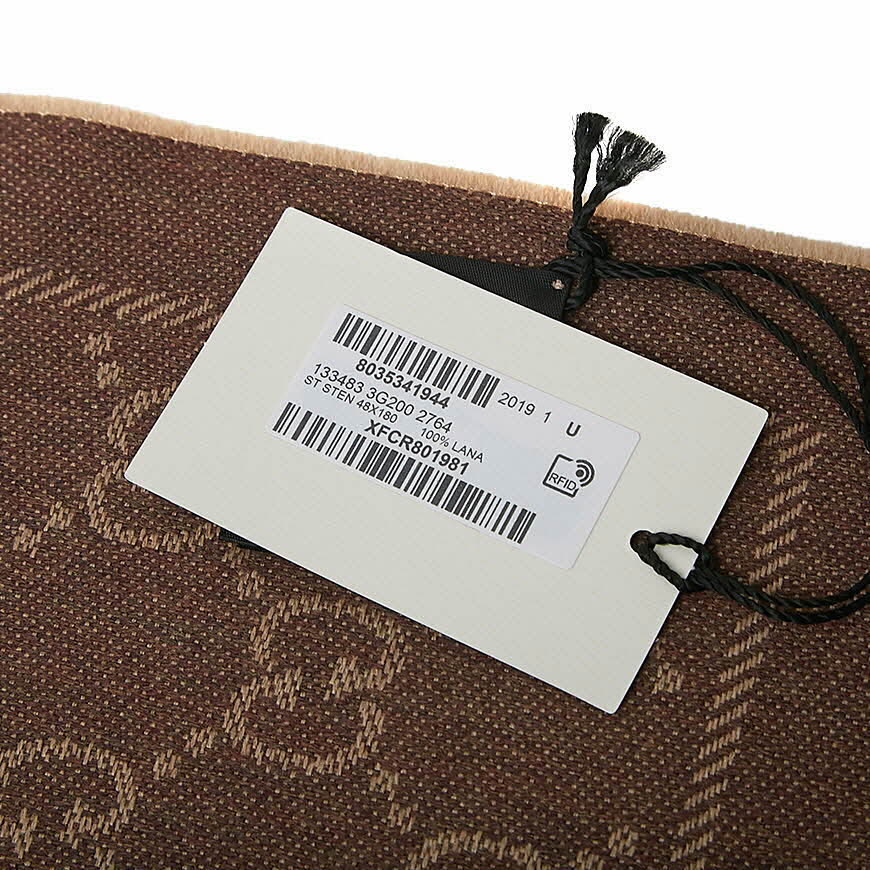 8035341944 2019 1 U
133483 3G200 2764
ST STEN 48X180 100% LANA
XFCR801981
RFID